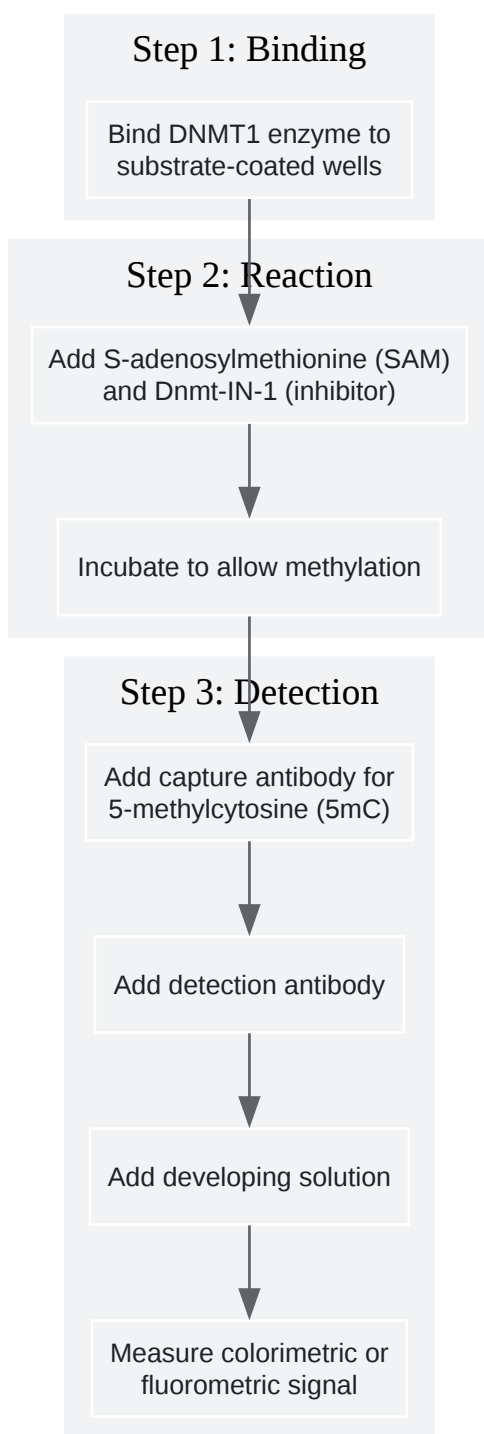 Step 1: Binding
Bind DNMT1 enzyme to
substrate-coated wells
Step 2: Reaction
Add S-adenosylmethionine (SAM)
and Dnmt-IN-1 (inhibitor)
Incubate to allow methylation
Step 3: Detection
Add capture antibody for
5-methylcytosine (5mC)
Add detection antibody
Add developing solution
Measure colorimetric or
fluorometric signal